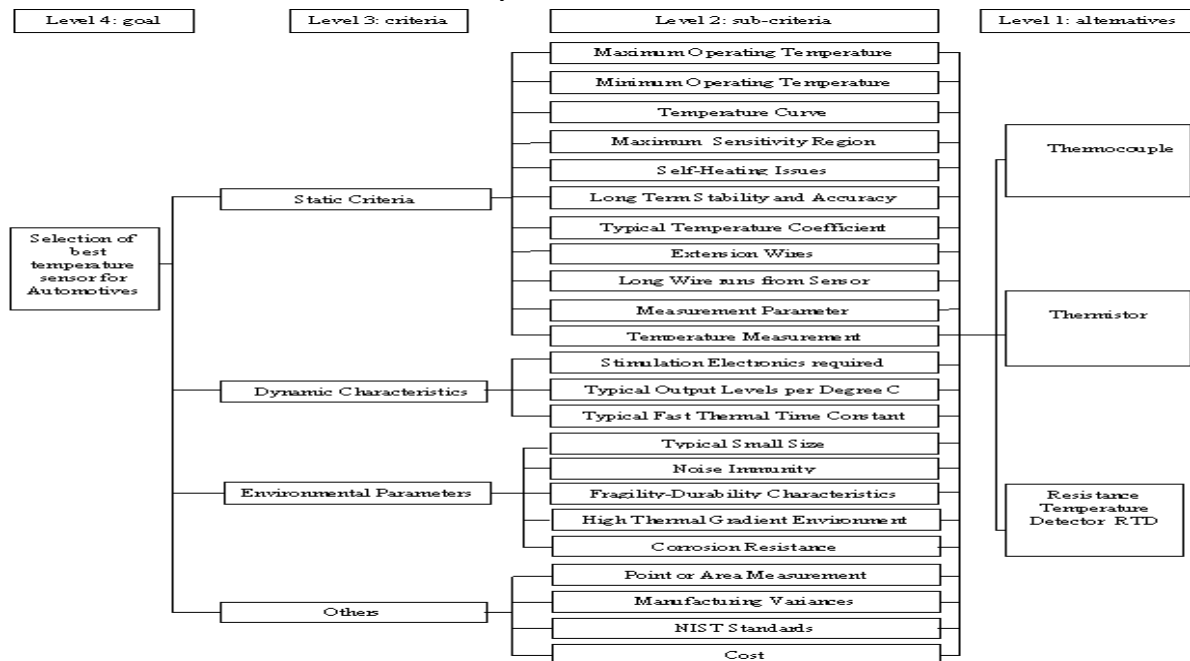 Level 4: goal
Level 3: criteria
Level 2: sub-criteria
Level 1: alternatives
Selection of
best
temperature
sensor for
Automotives
Static Criteria
Dynamic Characteristics
Environmental Parameters
Others
Maximum Operating Temperature
Minimum Operating Temperature
Temperature Curve
Maximum Sensitivity Region
Self-Heating Issues
Long Term Stability and Accuracy
Typical Temperature Coefficient
Extension Wires
Long Wire runs from Sensor
Measurement Parameter
Temperature Measurement
Stimulation Electronics required
Typical Output Levels per Degree C
Typical Fast Thermal Time Constant
Typical Small Size
Noise Immunity
Fragility-Durability Characteristics
High Thermal Gradient Environment
Corrosion Resistance
Point or Area Measurement
Manufacturing Variances
NIST Standards
Cost
Thermocouple
Thermistor
Resistance
Temperature
Detector RTD